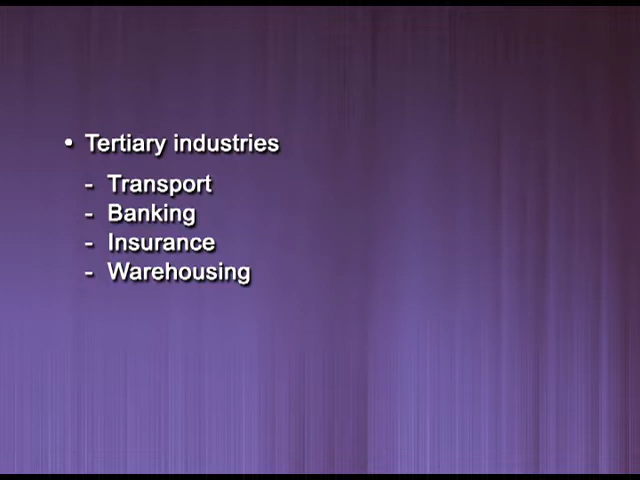 • Tertiary industries
- Transport
- Banking
- Insurance
- Warehousing